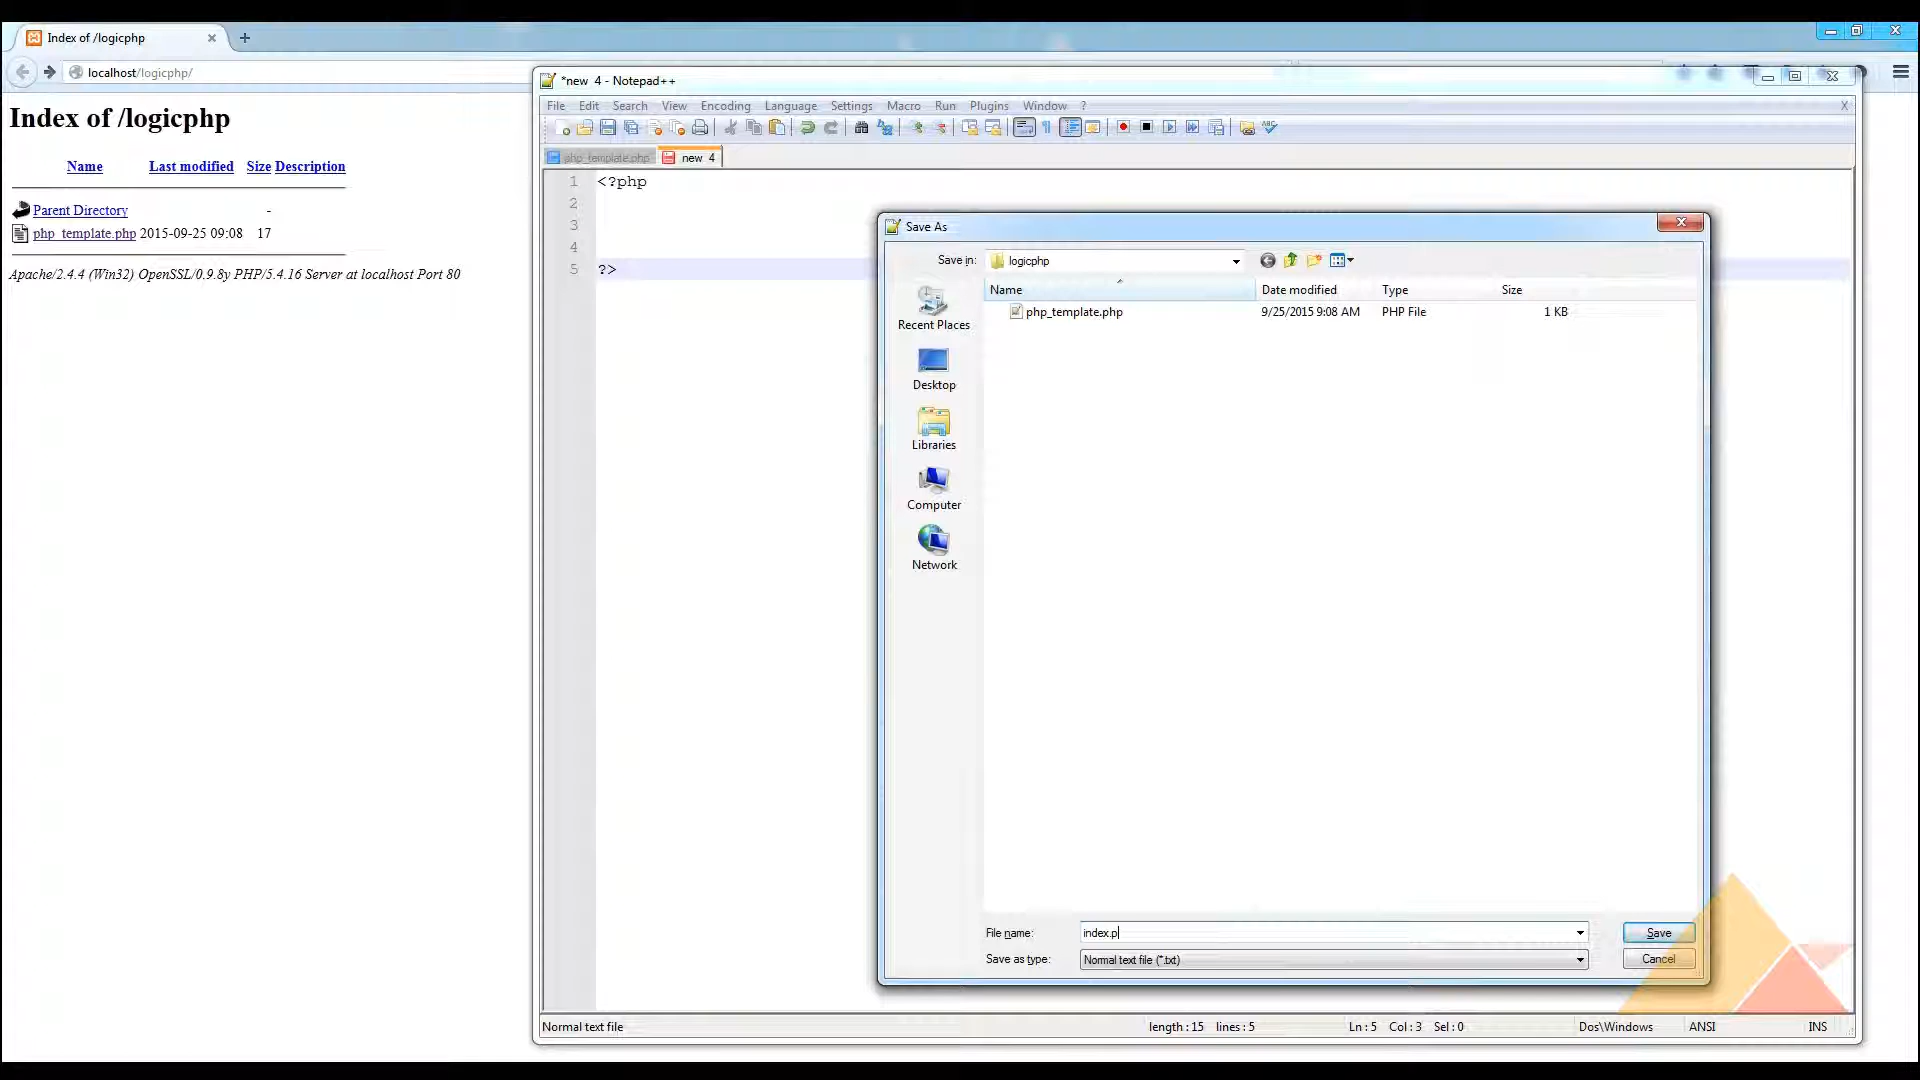 Index of /logicphp
localhost/logicphp/
Index of /logicphp
Name Last modified Size Description
Parent Directory -
php_template.php 2015-09-25 09:08 17
Apache/2.4.4 (Win32) OpenSSL/0.9.8y PHP/5.4.16 Server at localhost Port 80
*new 4 - Notepad++
File Edit Search View Encoding Language Settings Macro Run Plugins Window ? X
php_template.php new 4
1 <?php
2
3
4
5 ?>
Save As
Save in: logicphp
Name Date modified Type Size
php_template.php 9/25/2015 9:08 AM PHP File 1 KB
Recent Places
Desktop
Libraries
Computer
Network
File name: index.p Save
Save as type: Normal text file (*.txt) Cancel
Normal text file length : 15 lines : 5 Ln : 5 Col : 3 Sel : 0 Dos\Windows ANSI INS